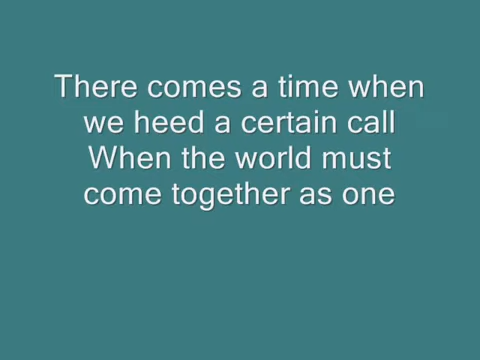 There comes a time when
we heed a certain call
When the world must
come together as one